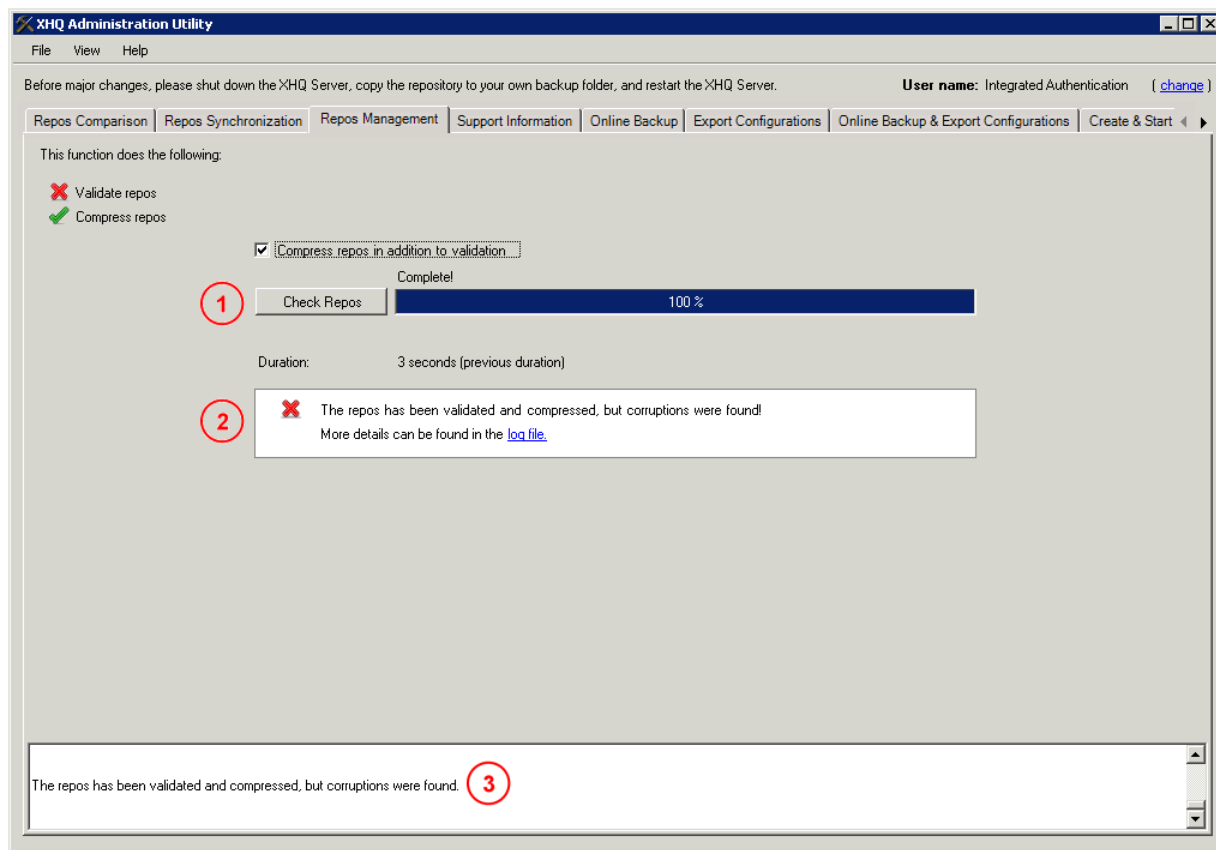 XHQ Administration Utility
File View Help
Before major changes, please shut down the XHQ Server, copy the repository to your own backup folder, and restart the XHQ Server. User name: Integrated Authentication ( change )
Repos Comparison Repos Synchronization Repos Management Support Information Online Backup Export Configurations Online Backup & Export Configurations Create & Start
This function does the following:
Validate repos
Compress repos
Compress repos in addition to validation
Complete!
1 Check Repos 100 %
Duration: 3 seconds (previous duration)
2
The repos has been validated and compressed, but corruptions were found!
More details can be found in the log file.
The repos has been validated and compressed, but corruptions were found. 3